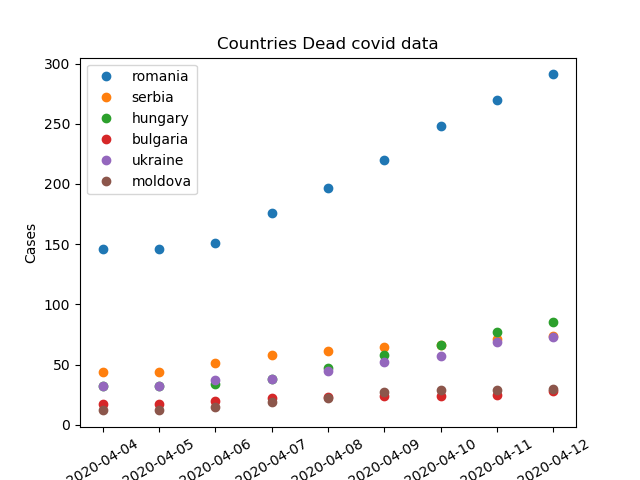 Countries Dead covid data
romania
serbia
hungary
bulgaria
ukraine
moldova
Cases
300
250
200
150
100
50
0
2020-04-04
2020-04-05
2020-04-06
2020-04-07
2020-04-08
2020-04-09
2020-04-10
2020-04-11
2020-04-12